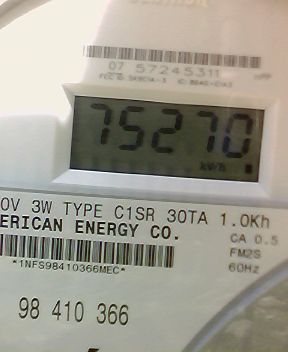 07 57245311
75270
kWh
0V 3W TYPE C1SR 30TA 1.0Kh
ERICAN ENERGY CO.
CA 0.5
FM2S
60Hz
*1NFS98410366MEC*
98 410 366